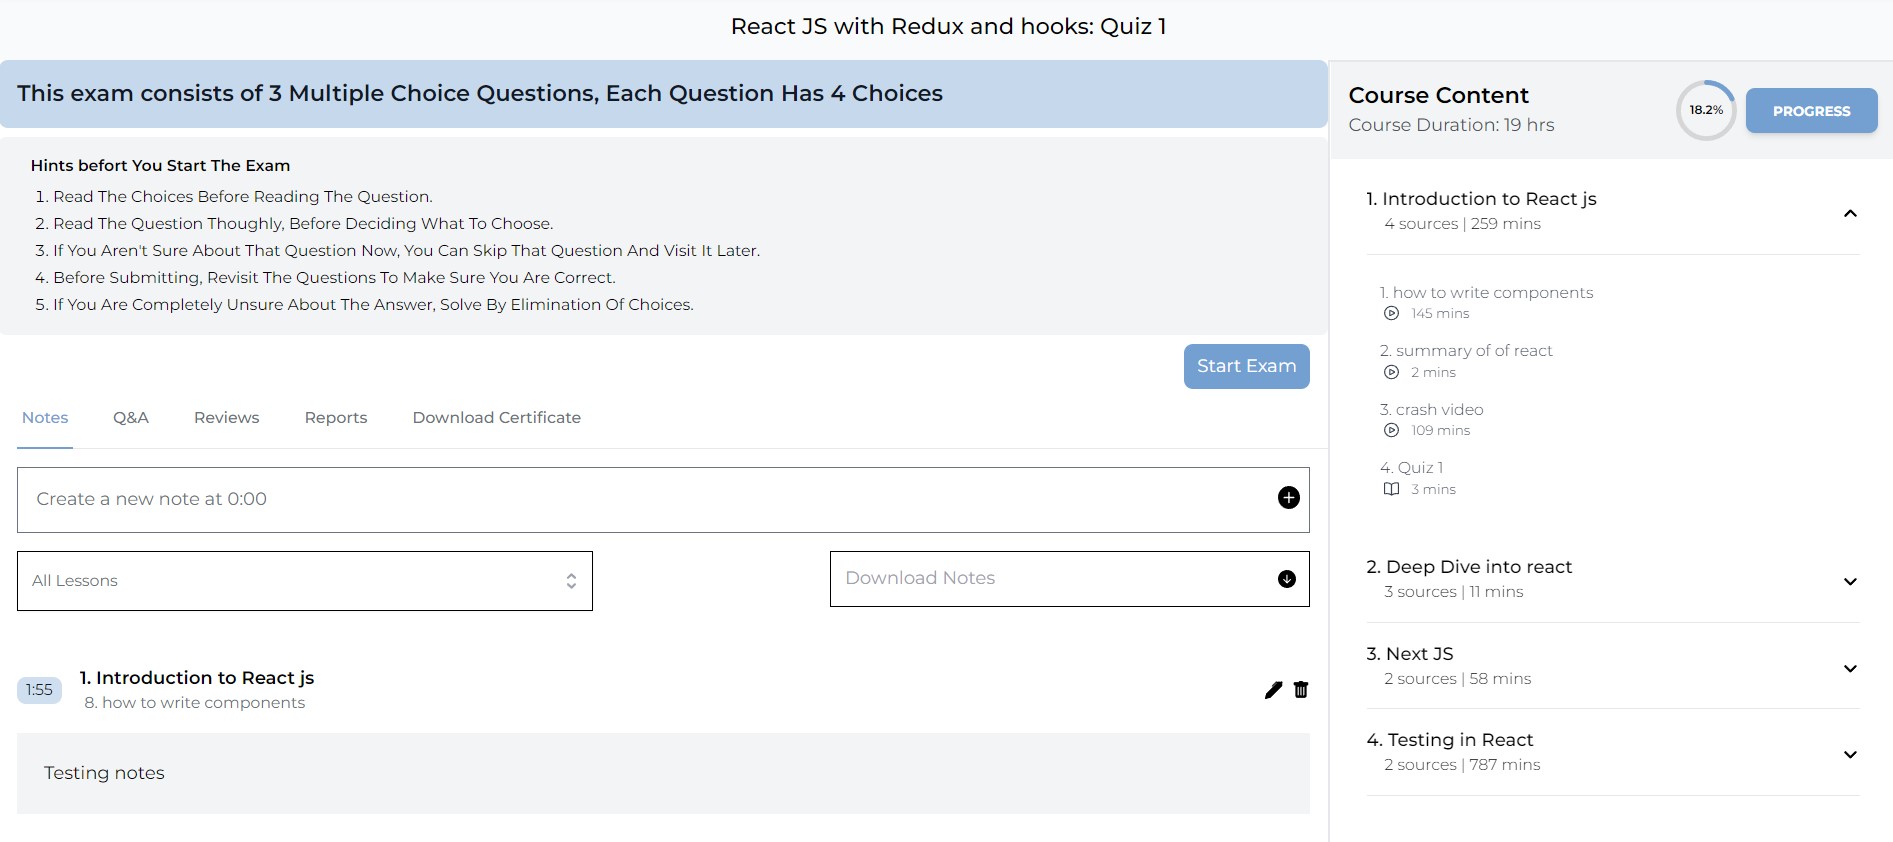 React JS with Redux and hooks: Quiz 1
This exam consists of 3 Multiple Choice Questions, Each Question Has 4 Choices
Hints befort You Start The Exam
1. Read The Choices Before Reading The Question.
2. Read The Question Thoughly, Before Deciding What To Choose.
3. If You Aren't Sure About That Question Now, You Can Skip That Question And Visit It Later.
4. Before Submitting, Revisit The Questions To Make Sure You Are Correct.
5. If You Are Completely Unsure About The Answer, Solve By Elimination Of Choices.
Start Exam
Notes Q&A Reviews Reports Download Certificate
Create a new note at 0:00
All Lessons
Download Notes
1:55
1. Introduction to React js
8. how to write components
Testing notes
Course Content
Course Duration: 19 hrs
18.2%
PROGRESS
1. Introduction to React js
4 sources | 259 mins
1. how to write components
145 mins
2. summary of of react
2 mins
3. crash video
109 mins
4. Quiz 1
3 mins
2. Deep Dive into react
3 sources | 11 mins
3. Next JS
2 sources | 58 mins
4. Testing in React
2 sources | 787 mins